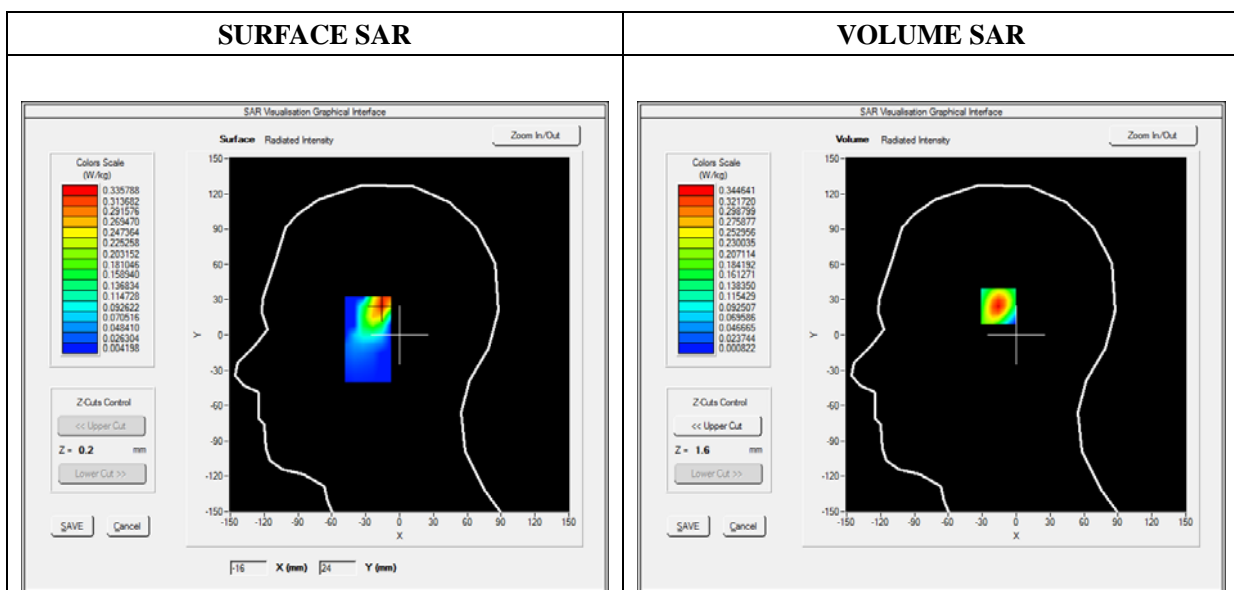 SURFACE SAR
VOLUME SAR
SAR Visualisation Graphical Interface
Surface Radiated Intensity
Zoom In/Out
Colors Scale
(W/kg)
0.335788
0.313682
0.291576
0.269470
0.247364
0.225258
0.203152
0.181046
0.158940
0.136834
0.114728
0.092622
0.070516
0.048410
0.026304
0.004198
Z-Cuts Control
<< Upper Cut
Z = 0.2 mm
Lower Cut >>
SAVE Cancel
150
120
90
60
30
0
-30
-60
-90
-120
-150
Y
-150 -120 -90 -60 -30 0 30 60 90 120 150
X
-16 X (mm) 24 Y (mm)
SAR Visualisation Graphical Interface
Volume Radiated Intensity
Zoom In/Out
Colors Scale
(W/kg)
0.344641
0.321720
0.298799
0.275877
0.252956
0.230035
0.207114
0.184192
0.161271
0.138350
0.115429
0.092507
0.069586
0.046665
0.023744
0.000822
Z-Cuts Control
<< Upper Cut
Z = 1.6 mm
Lower Cut >>
SAVE Cancel
150
120
90
60
30
0
-30
-60
-90
-120
-150
Y
-150 -120 -90 -60 -30 0 30 60 90 120 150
X